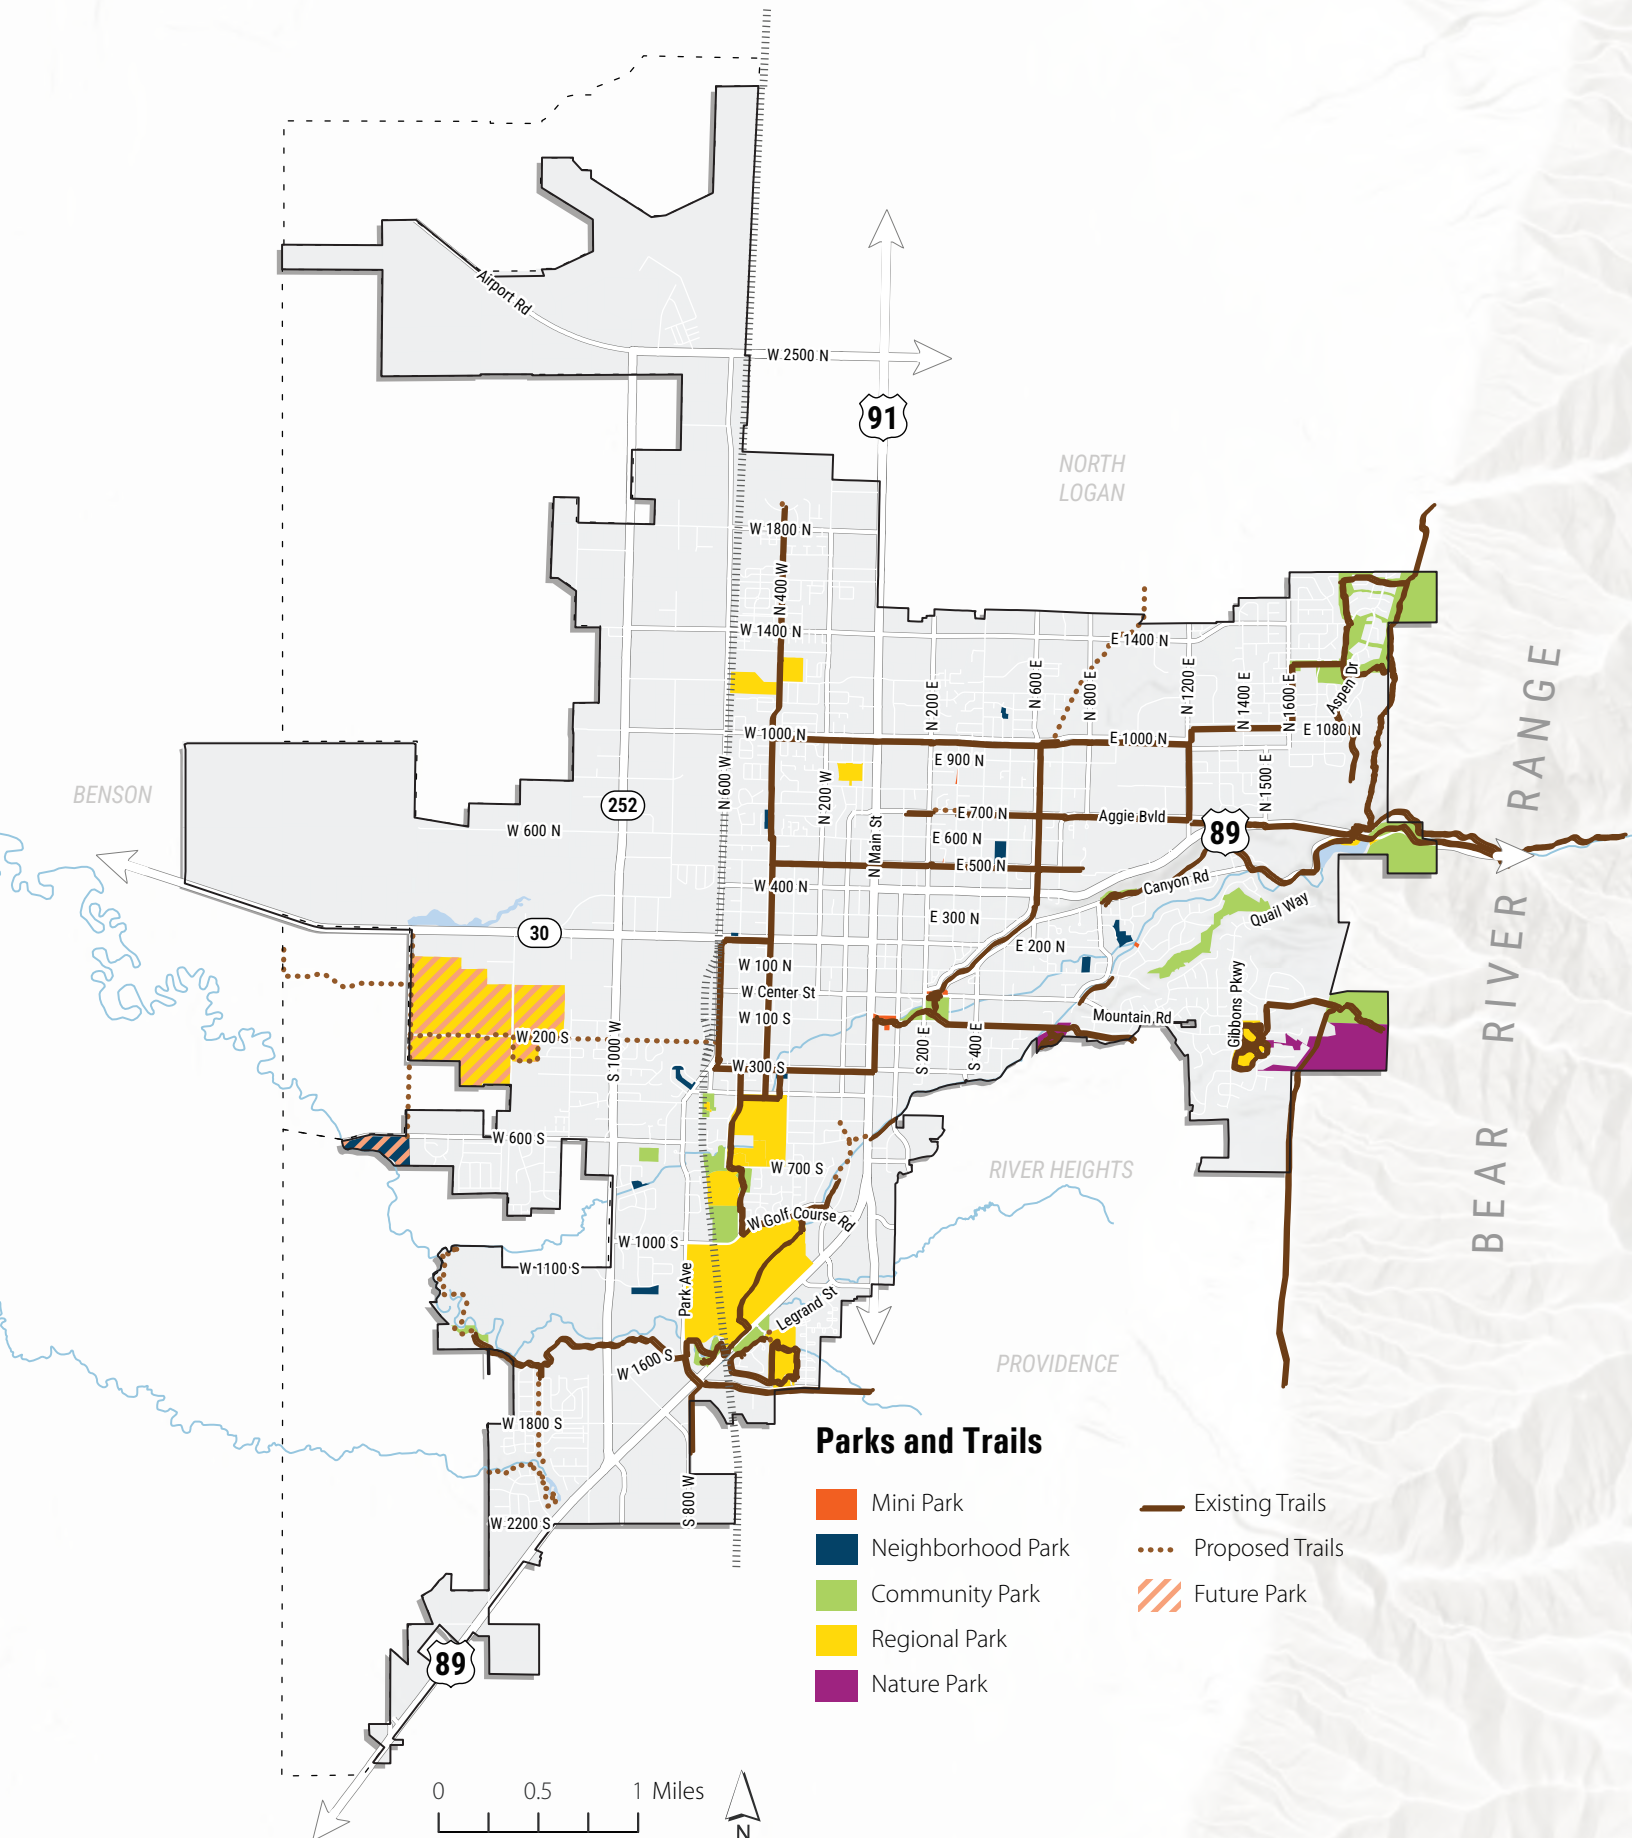 Airport Rd
W 2500 N
91
NORTH
LOGAN
W 1800 N
N 400 W
W 1400 N
E 1400 N
N 200 E
N 600 E
N 800 E
N 1200 E
N 1400 E
N 1600 E
Aspen Dr
W 1000 N
E 1000 N
E 1080 N
E 900 N
BENSON
252
N 600 W
N 200 W
N 1500 E
W 600 N
E 700 N
Aggie Bvld
89
E 600 N
N Main St
E 500 N
W 400 N
Canyon Rd
Quail Way
30
E 300 N
E 200 N
W 100 N
W Center St
W 100 S
Gibbons Pkwy
Mountain Rd
W 200 S
S 1000 W
S 200 E
S 400 E
W 300 S
W 600 S
W 700 S
RIVER HEIGHTS
BEAR RIVER RANGE
W Golf Course Rd
W 1000 S
W 1100 S
Park Ave
Legrand St
W 1600 S
PROVIDENCE
W 1800 S
S 800 W
W 2200 S
89
Parks and Trails
Mini Park
Neighborhood Park
Community Park
Regional Park
Nature Park
Existing Trails
Proposed Trails
Future Park
0 0.5 1 Miles
N